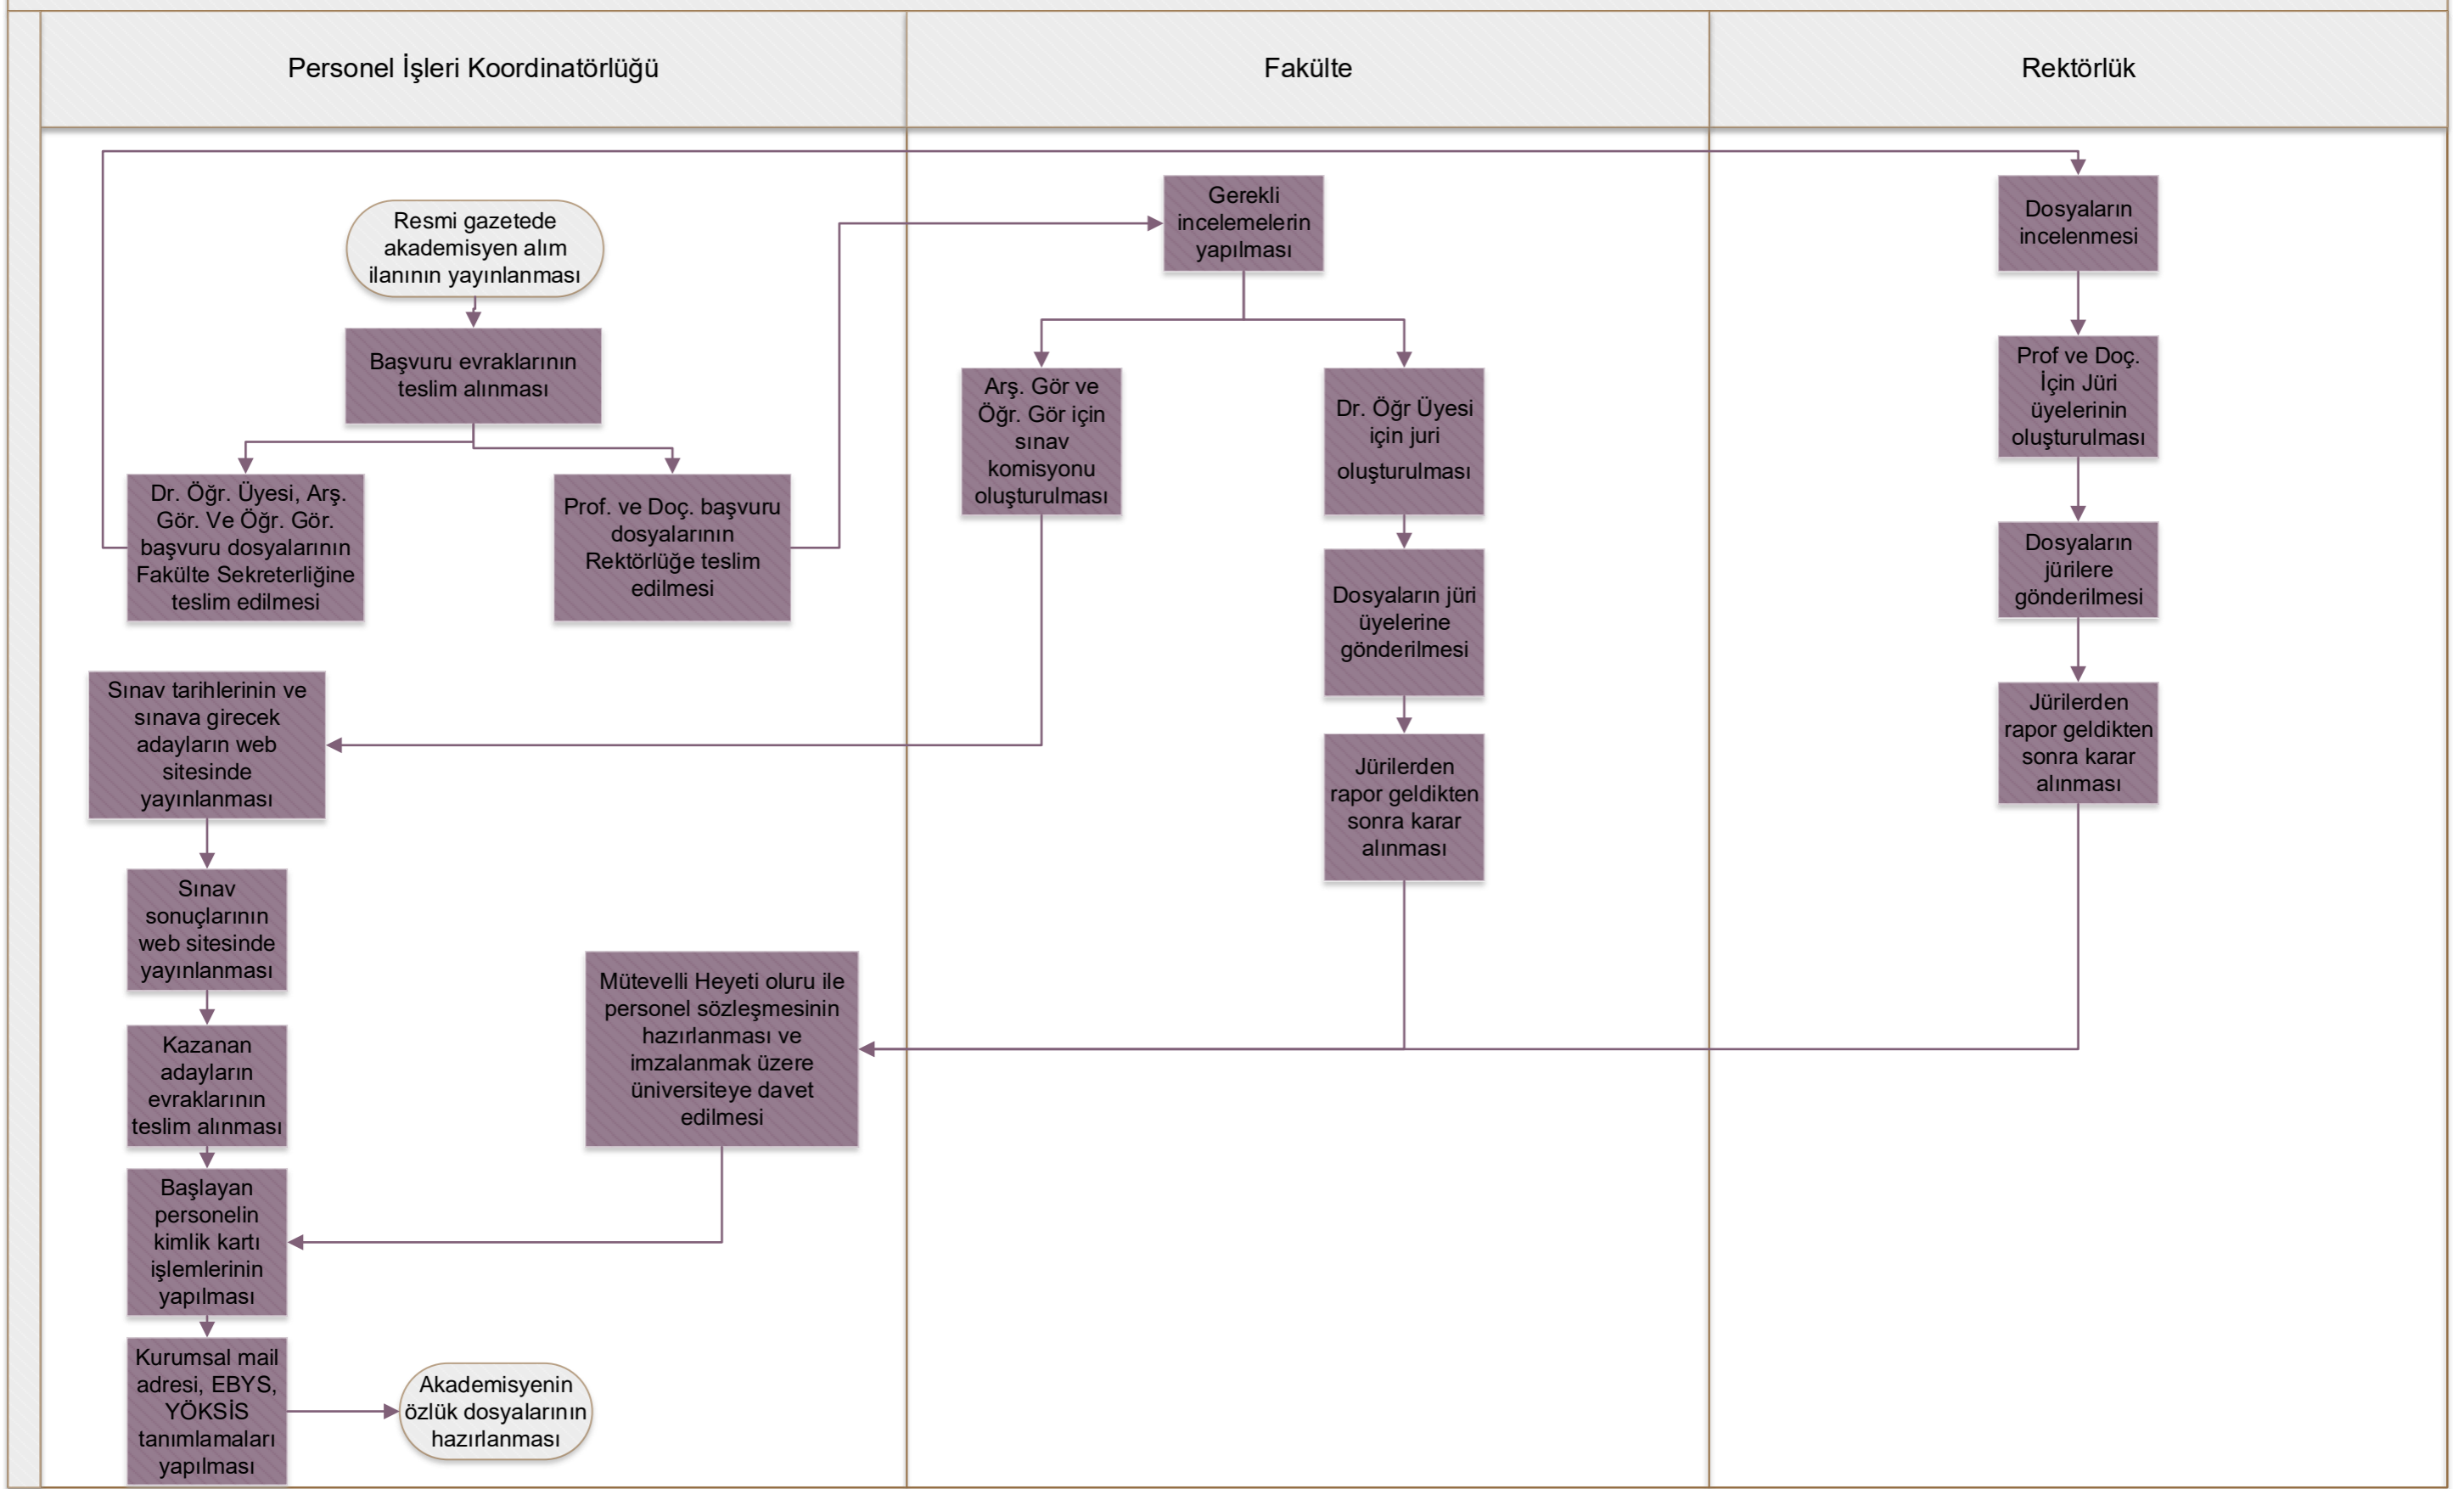 Personel İşleri Koordinatörlüğü
Fakülte
Rektörlük
Resmi gazetede
akademisyen alım
ilanının yayınlanması
Başvuru evraklarının
teslim alınması
Dr. Öğr. Üyesi, Arş.
Gör. Ve Öğr. Gör.
başvuru dosyalarının
Fakülte Sekreterliğine
teslim edilmesi
Prof. ve Doç. başvuru
dosyalarının
Rektörlüğe teslim
edilmesi
Sınav tarihlerinin ve
sınava girecek
adayların web
sitesinde
yayınlanması
Sınav
sonuçlarının
web sitesinde
yayınlanması
Kazanan
adayların
evraklarının
teslim alınması
Mütevelli Heyeti oluru ile
personel sözleşmesinin
hazırlanması ve
imzalanmak üzere
üniversiteye davet
edilmesi
Başlayan
personelin
kimlik kartı
işlemlerinin
yapılması
Kurumsal mail
adresi, EBYS,
YÖKSİS
tanımlamaları
yapılması
Akademisyenin
özlük dosyalarının
hazırlanması
Gerekli
incelemelerin
yapılması
Arş. Gör ve
Öğr. Gör için
sınav
komisyonu
oluşturulması
Dr. Öğr Üyesi
için juri
oluşturulması
Dosyaların jüri
üyelerine
gönderilmesi
Jürilerden
rapor geldikten
sonra karar
alınması
Dosyaların
incelenmesi
Prof ve Doç.
İçin Jüri
üyelerinin
oluşturulması
Dosyaların
jürilere
gönderilmesi
Jürilerden
rapor geldikten
sonra karar
alınması